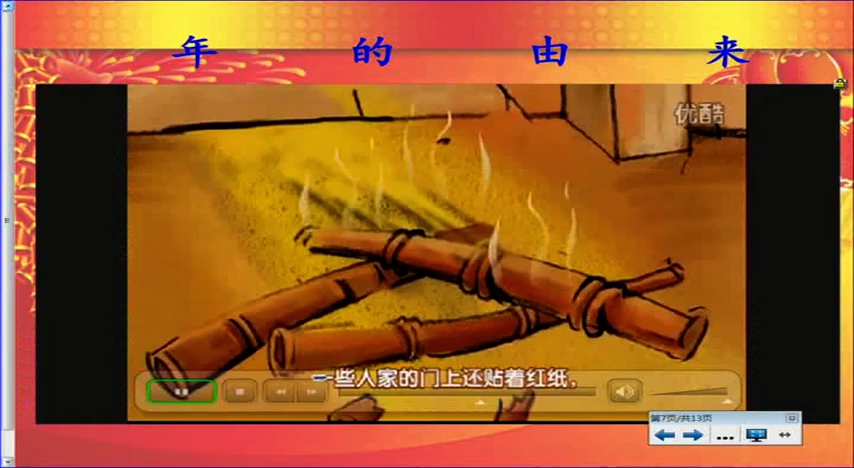 年的由来
优酷
一些人家的门上还贴着红纸，
第7页/共13页